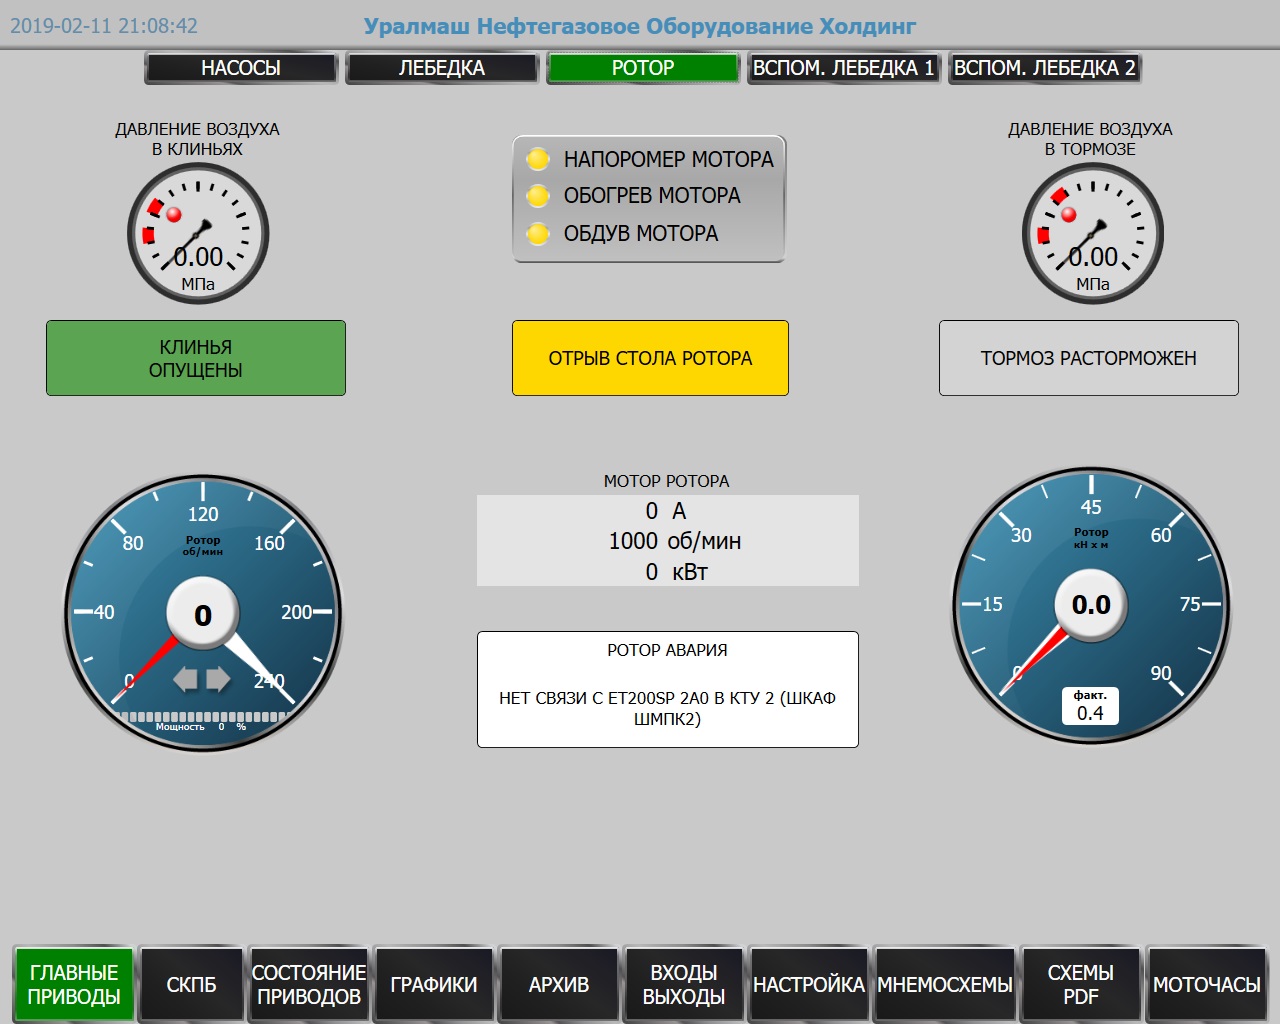 2019-02-11 21:08:42
Уралмаш Нефтегазовое Оборудование Холдинг
НАСОСЫ
ЛЕБЕДКА
РОТОР
ВСПОМ. ЛЕБЕДКА 1
ВСПОМ. ЛЕБЕДКА 2
ДАВЛЕНИЕ ВОЗДУХА
В КЛИНЬЯХ
0.00
МПа
НАПОРОМЕР МОТОРА
ОБОГРЕВ МОТОРА
ОБДУВ МОТОРА
ДАВЛЕНИЕ ВОЗДУХА
В ТОРМОЗЕ
0.00
МПа
КЛИНЬЯ
ОПУЩЕНЫ
ОТРЫВ СТОЛА РОТОРА
ТОРМОЗ РАСТОРМОЖЕН
120
80
160
Ротор
об/мин
40
200
0
0
240
Мощность 0 %
МОТОР РОТОРА
0 А
1000 об/мин
0 кВт
РОТОР АВАРИЯ
НЕТ СВЯЗИ С ET200SP 2A0 В КТУ 2 (ШКАФ
ШМПК2)
45
30
60
Ротор
кН х м
15
75
0.0
0
90
факт.
0.4
ГЛАВНЫЕ
ПРИВОДЫ
СКПБ
СОСТОЯНИЕ
ПРИВОДОВ
ГРАФИКИ
АРХИВ
ВХОДЫ
ВЫХОДЫ
НАСТРОЙКА
МНЕМОСХЕМЫ
СХЕМЫ
PDF
МОТОЧАСЫ